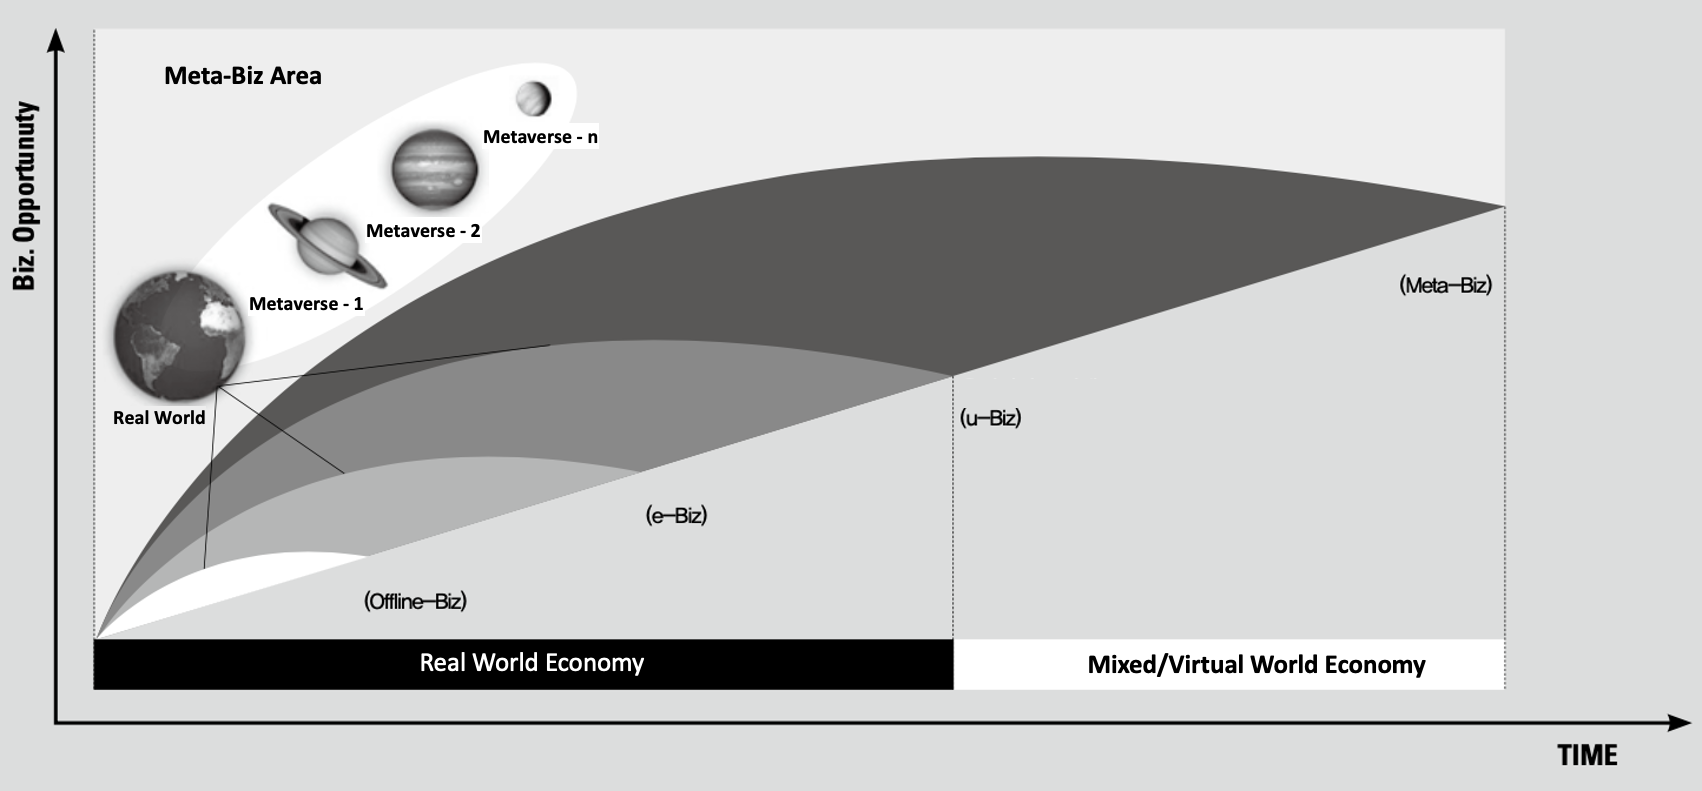 Meta-Biz Area
Metaverse - n
Metaverse - 2
Metaverse - 1
Real World
Biz. Opportunuty
(Meta–Biz)
(u–Biz)
(e–Biz)
(Offline–Biz)
Real World Economy
Mixed/Virtual World Economy
TIME